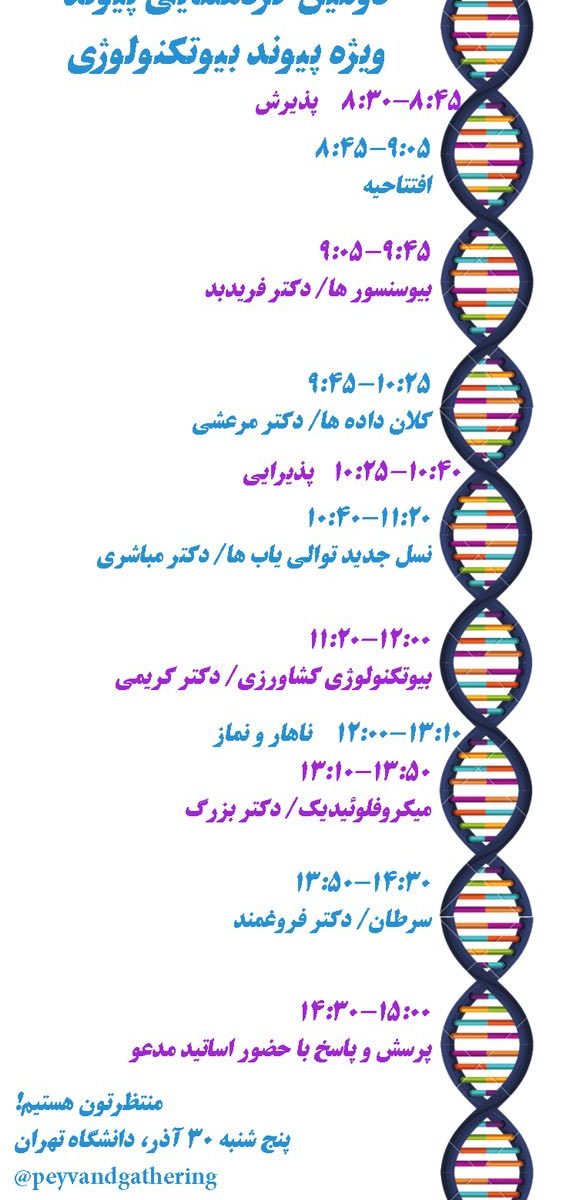 دومین گردهمایی پیوند
ویژه پیوند بیوتکنولوژی
۸:۳۰-۸:۴۵ پذیرش
۸:۴۵-۹:۰۵
افتتاحیه
۹:۰۵-۹:۴۵
بیوسنسور ها/ دکتر فریدبد
۹:۴۵-۱۰:۲۵
کلان داده ها/ دکتر مرعشی
۱۰:۲۵-۱۰:۴۰ پذیرایی
۱۰:۴۰-۱۱:۲۰
نسل جدید توالی یاب ها/ دکتر مباشری
۱۱:۲۰-۱۲:۰۰
بیوتکنولوژی کشاورزی/ دکتر کریمی
۱۲:۰۰-۱۳:۱۰ ناهار و نماز
۱۳:۱۰-۱۳:۵۰
میکروفلوئیدیک/ دکتر بزرگ
۱۳:۵۰-۱۴:۳۰
سرطان/ دکتر فروغمند
۱۴:۳۰-۱۵:۰۰
پرسش و پاسخ با حضور اساتید مدعو
منتظرتون هستیم!
پنج شنبه ۳۰ آذر، دانشگاه تهران
@peyvandgathering